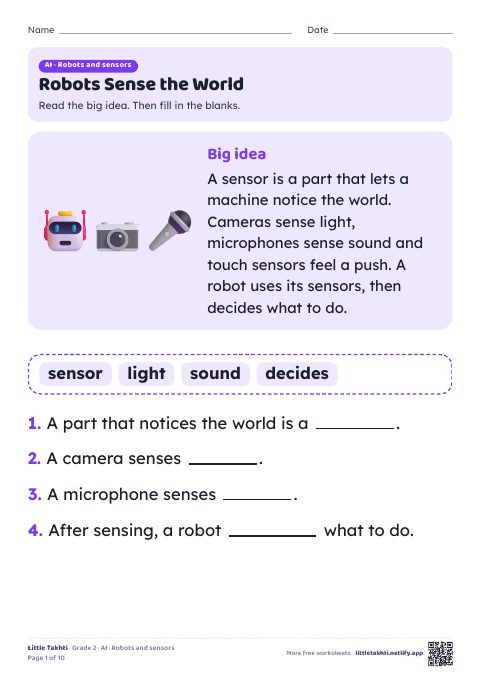 Name Date
AI · Robots and sensors
Robots Sense the World
Read the big idea. Then fill in the blanks.
Big idea
A sensor is a part that lets a
machine notice the world.
Cameras sense light,
microphones sense sound and
touch sensors feel a push. A
robot uses its sensors, then
decides what to do.
sensor light sound decides
1. A part that notices the world is a ________.
2. A camera senses ________.
3. A microphone senses ________.
4. After sensing, a robot ________ what to do.
Little Takhti · Grade 2 · AI · Robots and sensors
Page 1 of 10
More free worksheets · littletakhti.netlify.app